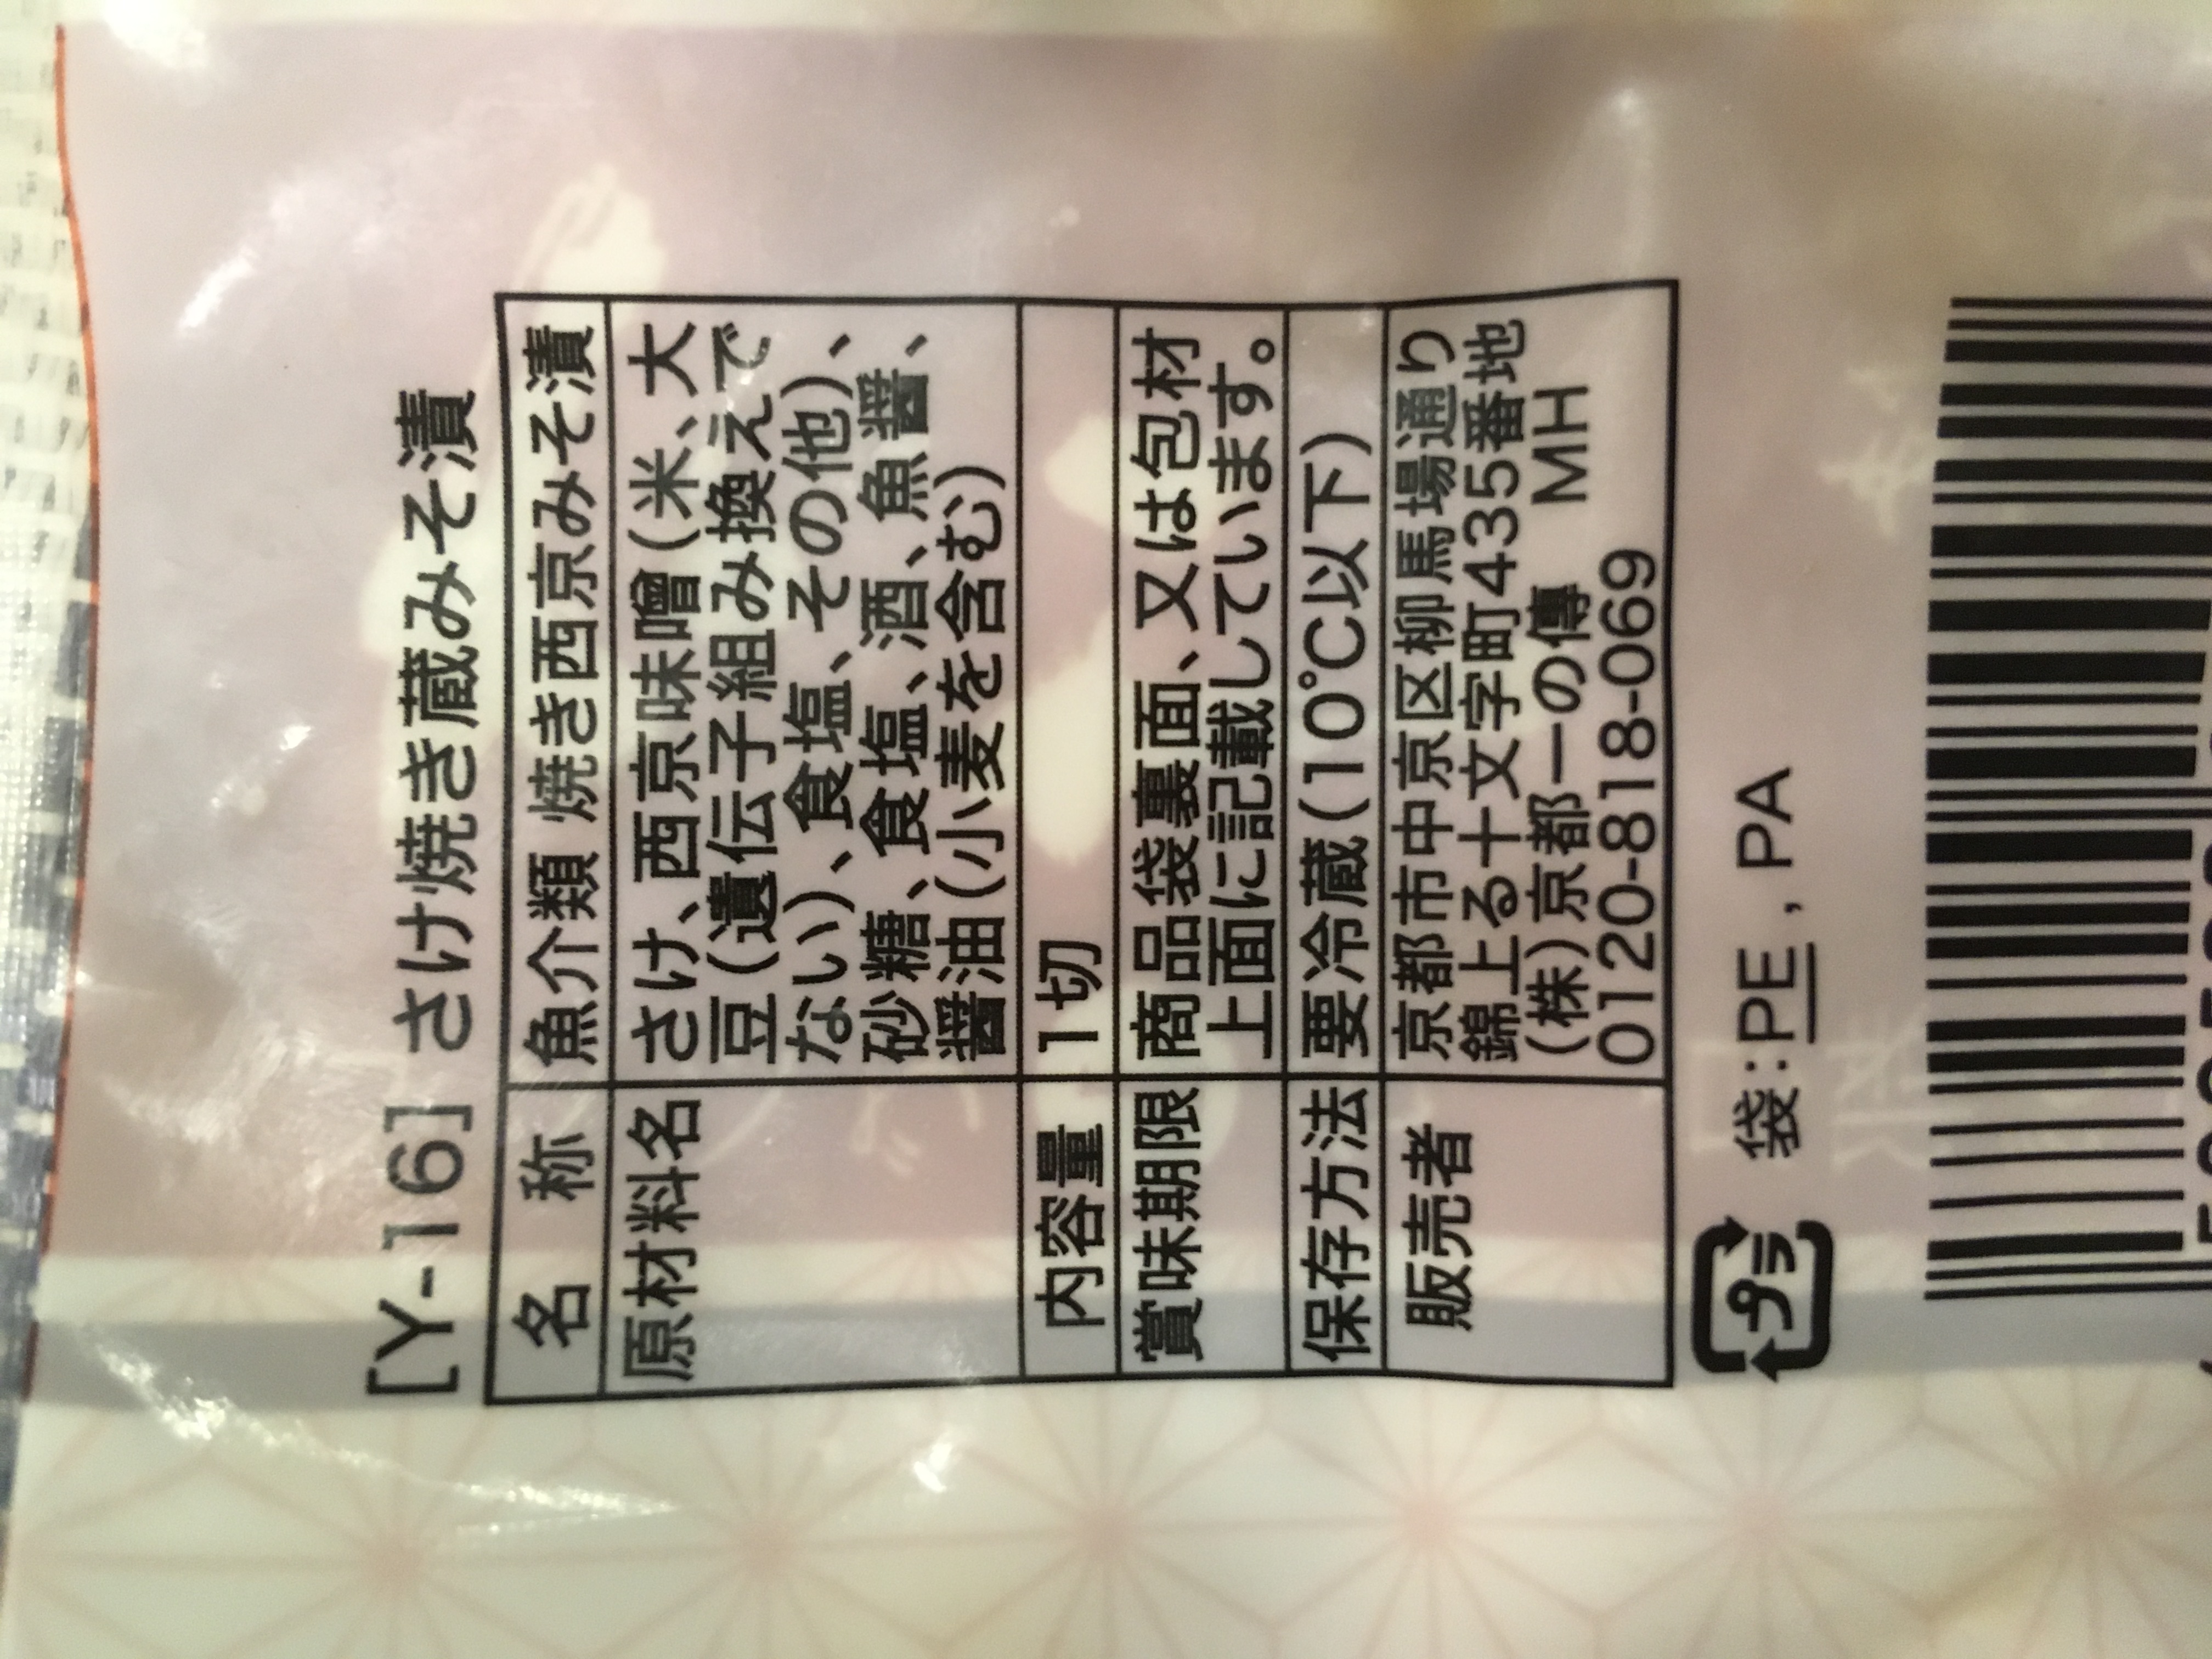 [Y-16] さけ焼き蔵みそ漬
名　称　魚介類 焼き西京みそ漬
原材料名　さけ、西京味噌(米、大
豆(遺伝子組み換えで
ない)、食塩、その他)、
砂糖、食塩、酒、魚醤、
醤油(小麦を含む)
内容量　1切
賞味期限　商品袋裏面、又は包材
上面に記載しています。
保存方法　要冷蔵(10℃以下)
販売者　京都市中京区柳馬場通り
錦上る十文字町435番地
(株)京都一の傳　MH
0120-818-069
プラ　袋:PE, PA